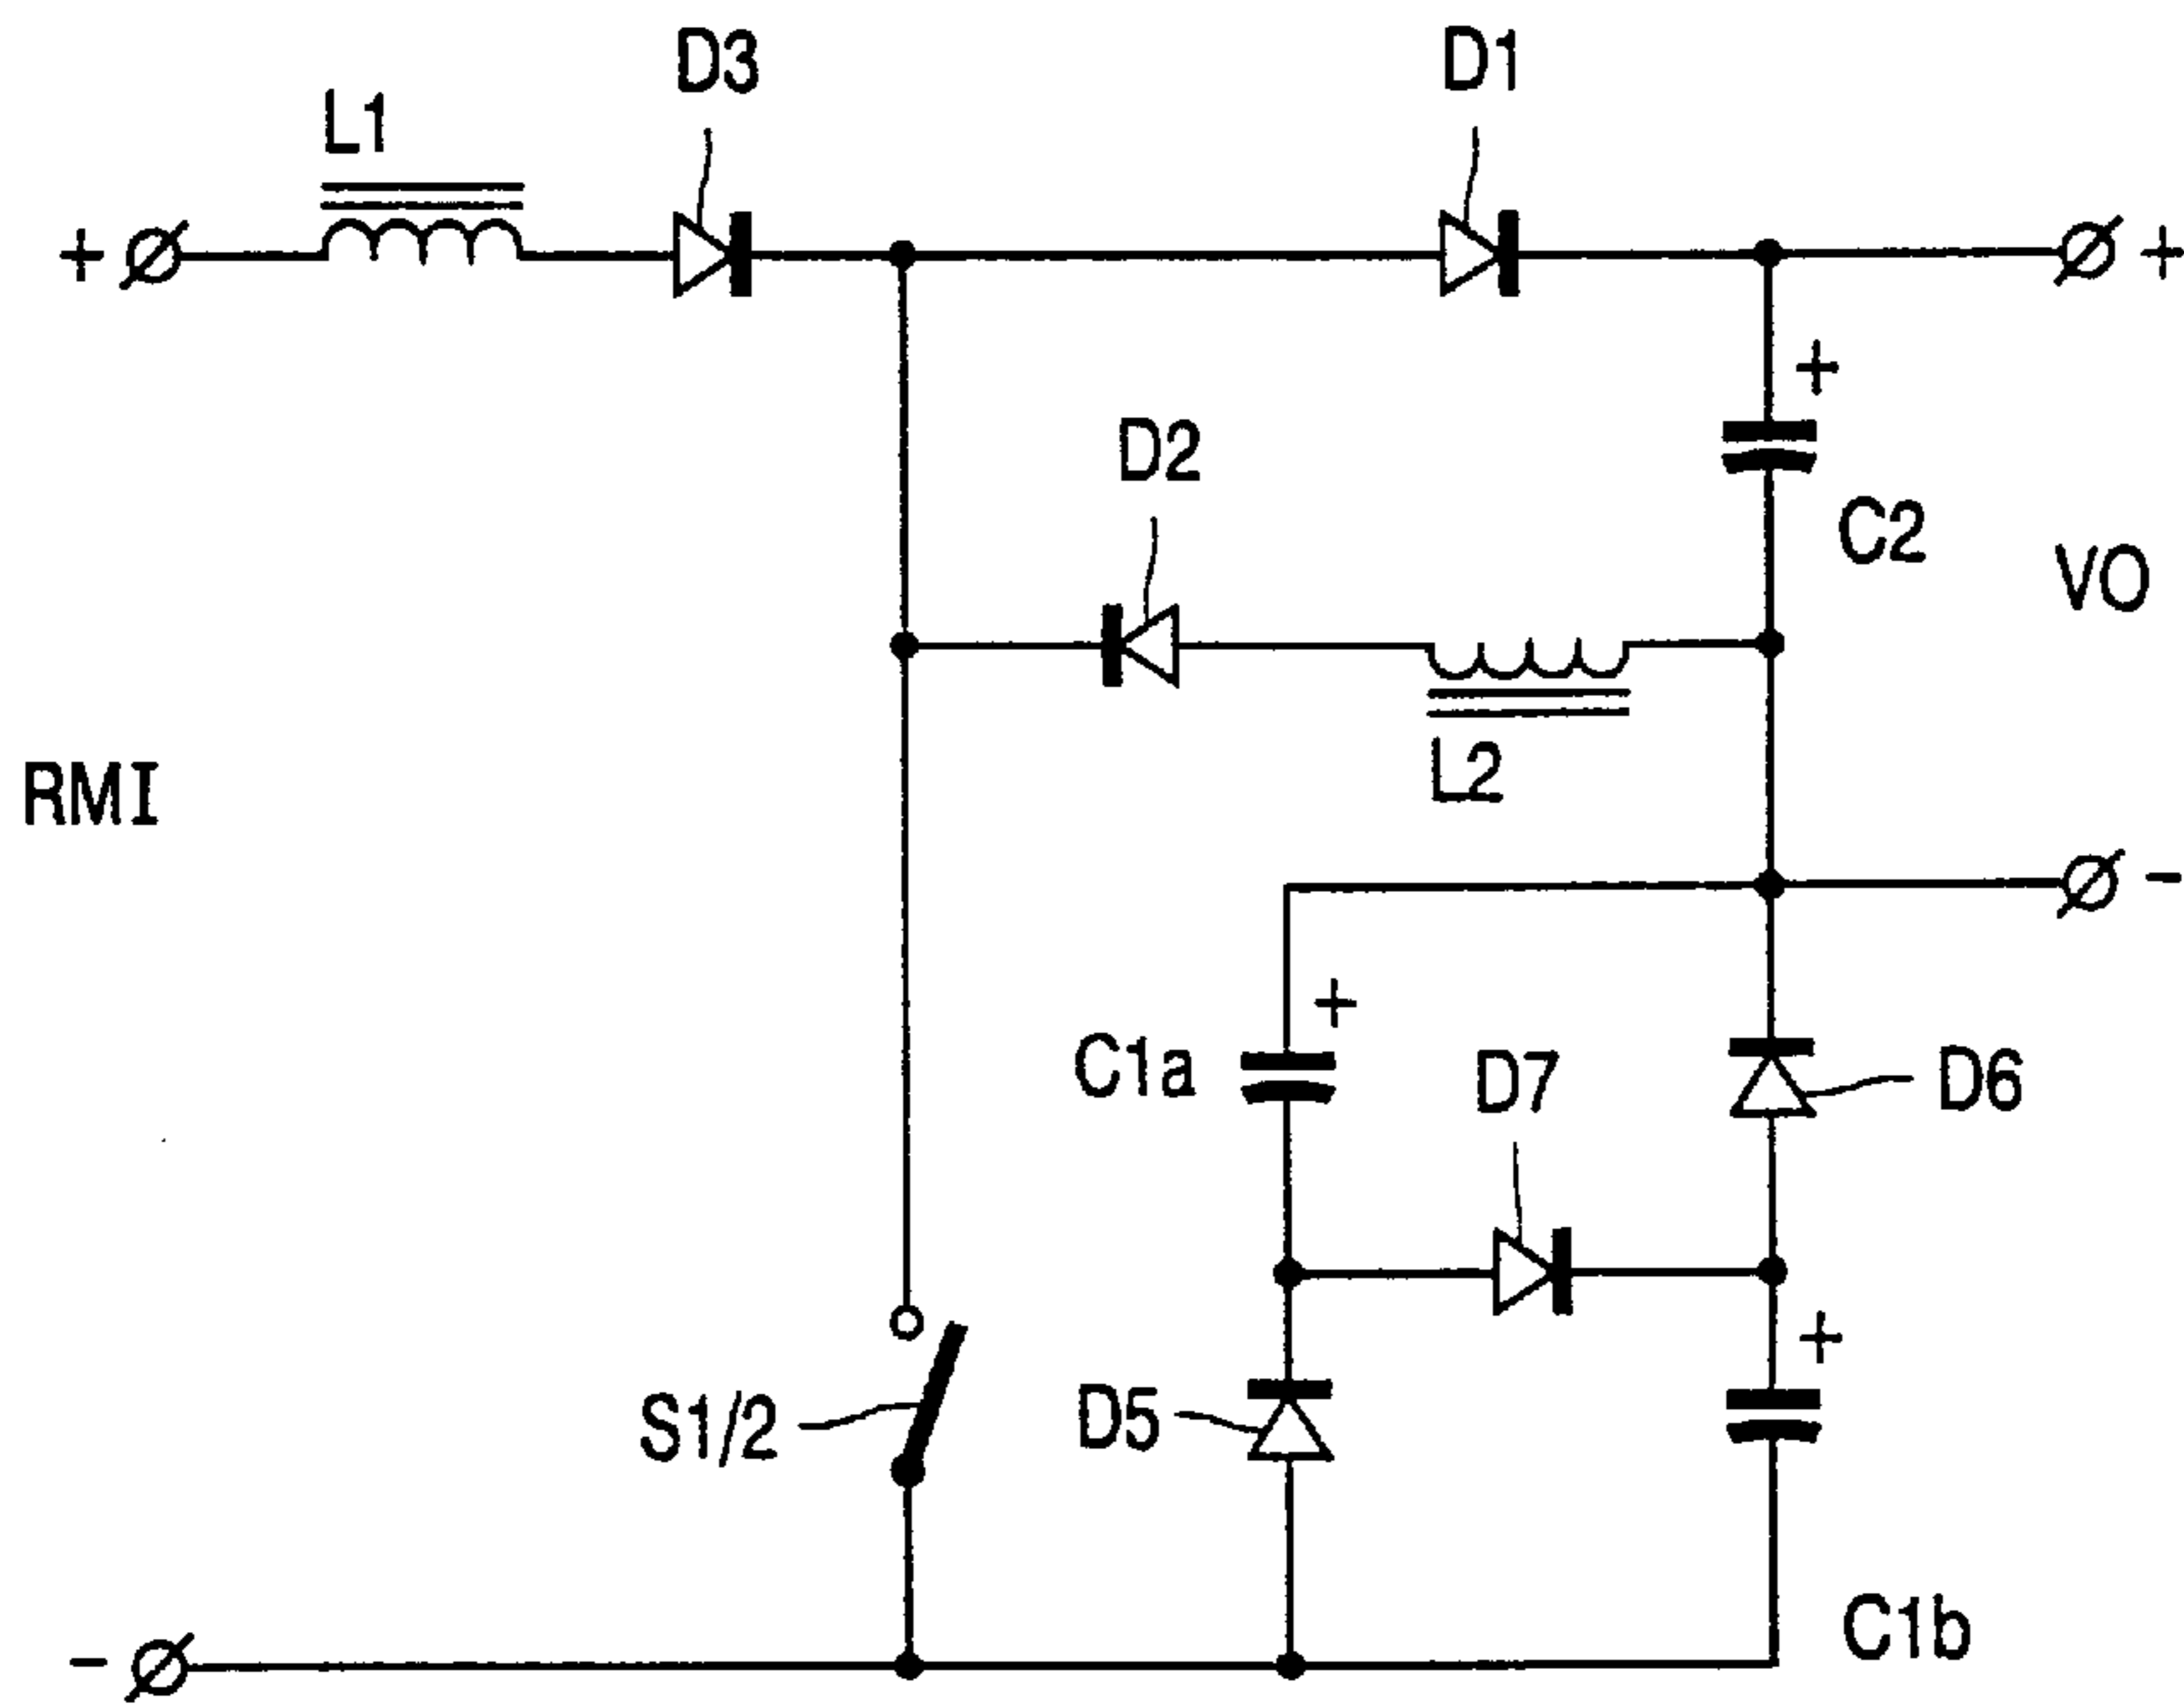 D3
D1
L1
+
+
+
D2
C2
VO
L2
RMI
-
+
C1a
D7
D6
+
S1/2
D5
C1b
-